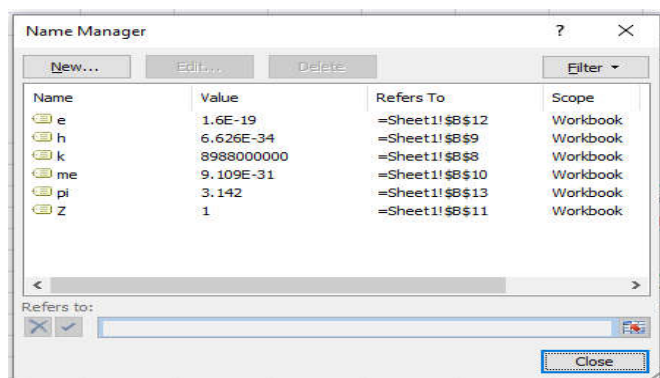 Name Manager ? ×
New... Edit... Delete Filter
Name Value Refers To Scope
e 1.6E-19 =Sheet1!$B$12 Workbook
h 6.626E-34 =Sheet1!$B$9 Workbook
k 8988000000 =Sheet1!$B$8 Workbook
me 9.109E-31 =Sheet1!$B$10 Workbook
pi 3.142 =Sheet1!$B$13 Workbook
Z 1 =Sheet1!$B$11 Workbook
Refers to:
Close